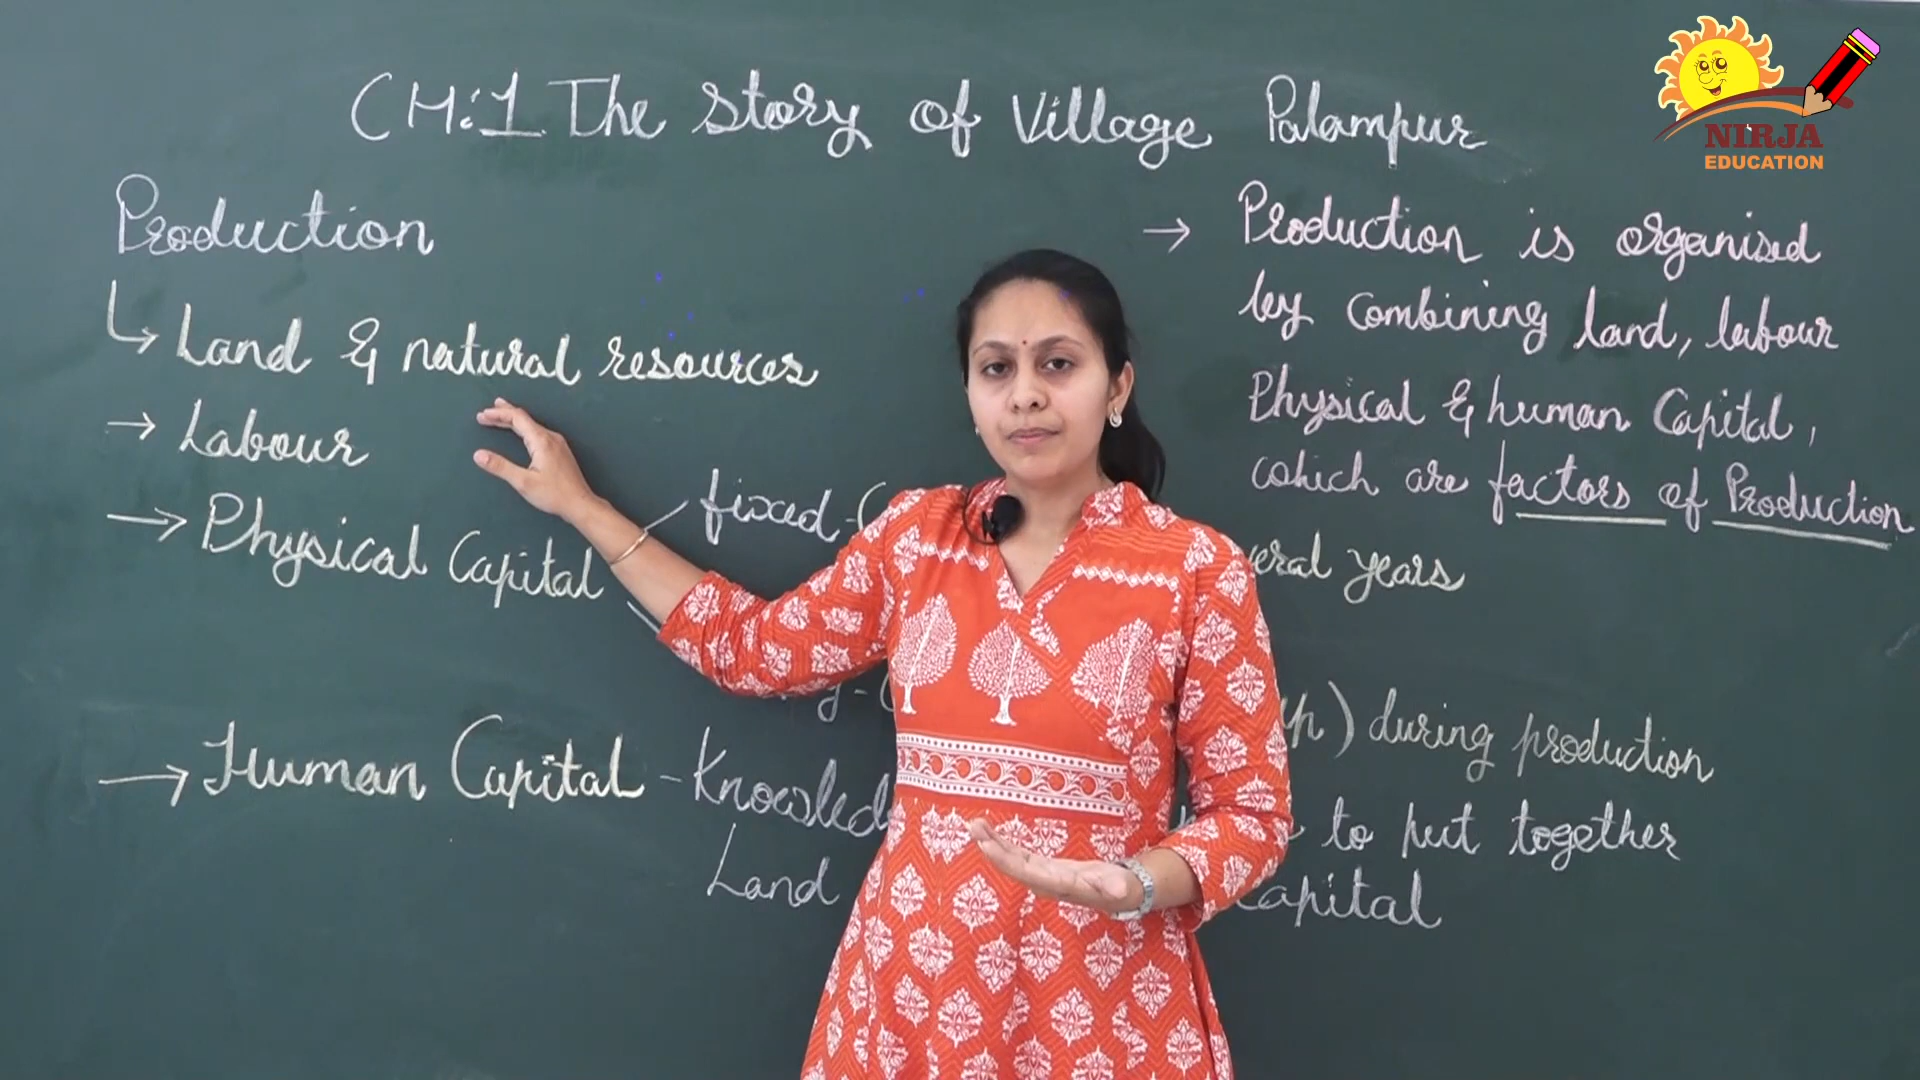 CH:1 The Story of Village Palampur
NIRJA
EDUCATION
Production
Land & natural resources
Labour
Physical Capital
fixed
Human Capital - Knowled
Land
→ Production is organised
by combining land, labour
Physical & human Capital,
which are factors of Production
years
) during production
to put together
Capital